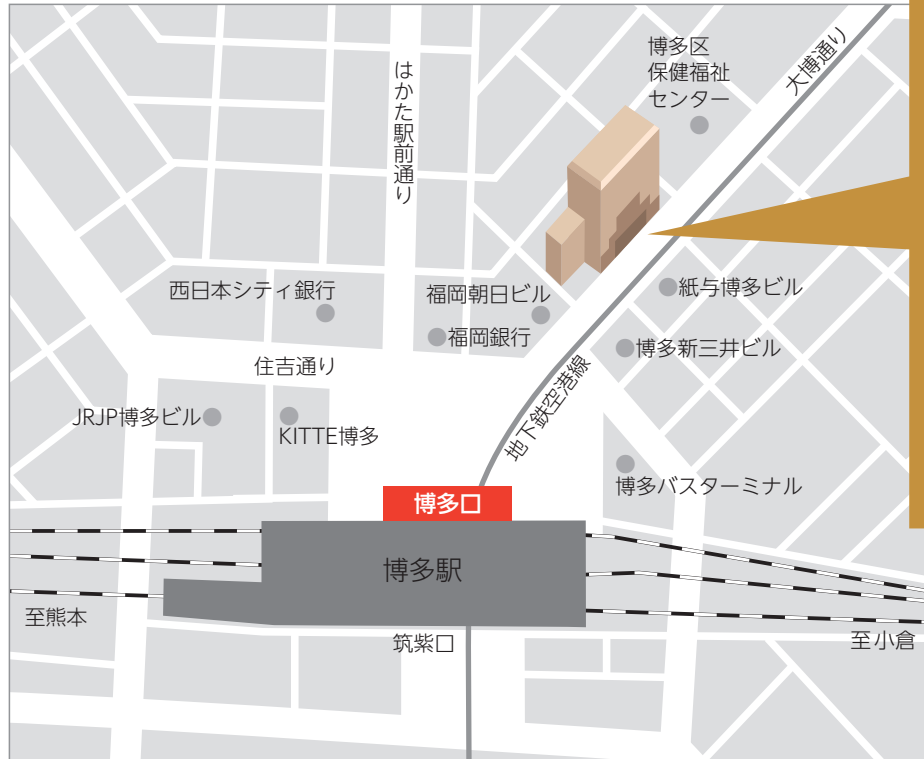 博多区
保健福祉
センター
大博通り
はかた駅前通り
西日本シティ銀行
福岡朝日ビル
紙与博多ビル
福岡銀行
博多新三井ビル
住吉通り
地下鉄空港線
JRJP博多ビル
KITTE博多
博多バスターミナル
博多口
博多駅
至熊本
筑紫口
至小倉